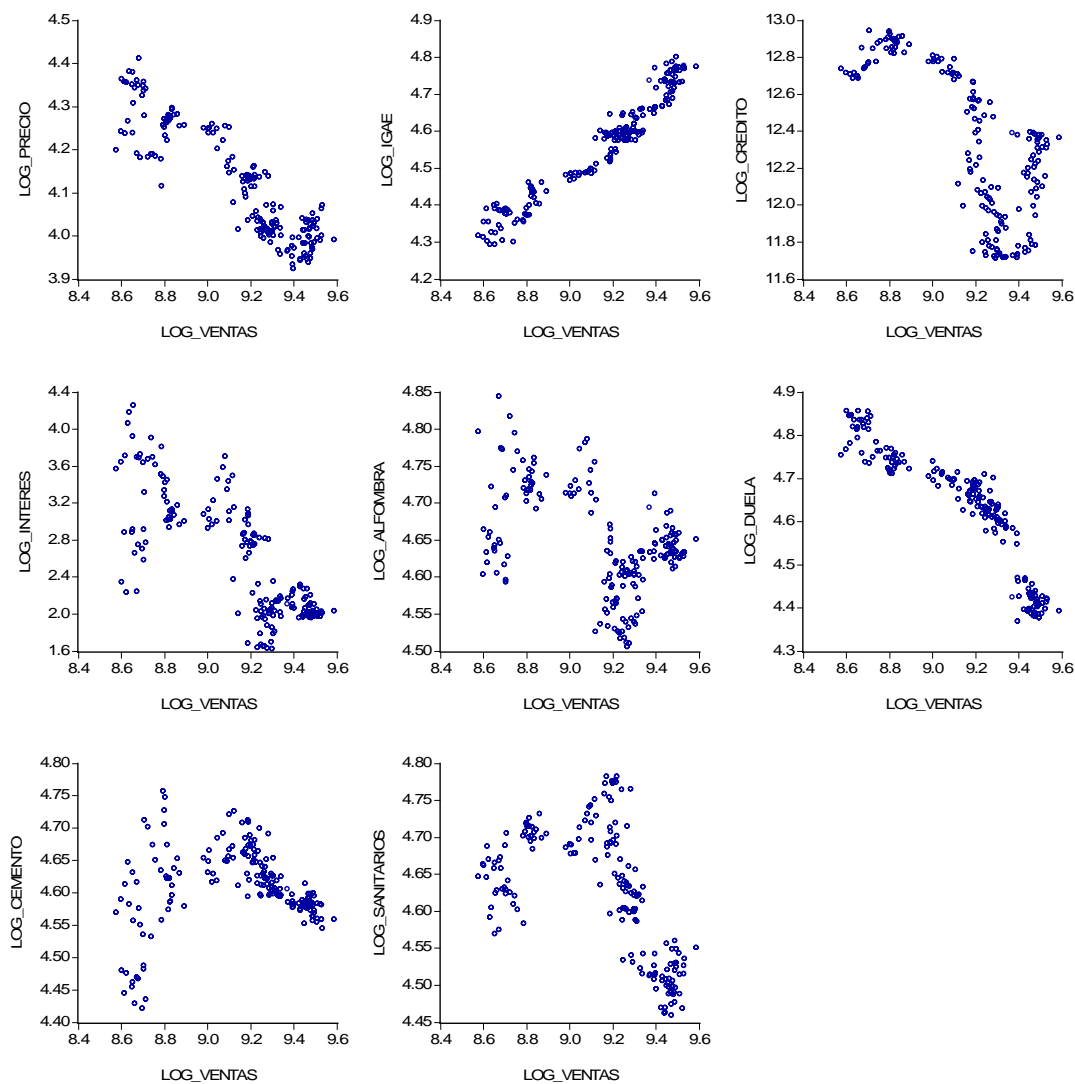 4.5
4.4
4.3
4.2
4.1
4.0
3.9
LOG_PRECIO
8.4 8.6 8.8 9.0 9.2 9.4 9.6
LOG_VENTAS
4.9
4.8
4.7
4.6
4.5
4.4
4.3
4.2
LOG_IGAE
8.4 8.6 8.8 9.0 9.2 9.4 9.6
LOG_VENTAS
13.0
12.8
12.6
12.4
12.2
12.0
11.8
11.6
LOG_CREDITO
8.4 8.6 8.8 9.0 9.2 9.4 9.6
LOG_VENTAS
4.4
4.0
3.6
3.2
2.8
2.4
2.0
1.6
LOG_INTERES
8.4 8.6 8.8 9.0 9.2 9.4 9.6
LOG_VENTAS
4.85
4.80
4.75
4.70
4.65
4.60
4.55
4.50
LOG_ALFOMBRA
8.4 8.6 8.8 9.0 9.2 9.4 9.6
LOG_VENTAS
4.9
4.8
4.7
4.6
4.5
4.4
4.3
LOG_DUELA
8.4 8.6 8.8 9.0 9.2 9.4 9.6
LOG_VENTAS
4.80
4.75
4.70
4.65
4.60
4.55
4.50
4.45
4.40
LOG_CEMENTO
8.4 8.6 8.8 9.0 9.2 9.4 9.6
LOG_VENTAS
4.80
4.75
4.70
4.65
4.60
4.55
4.50
4.45
LOG_SANITARIOS
8.4 8.6 8.8 9.0 9.2 9.4 9.6
LOG_VENTAS